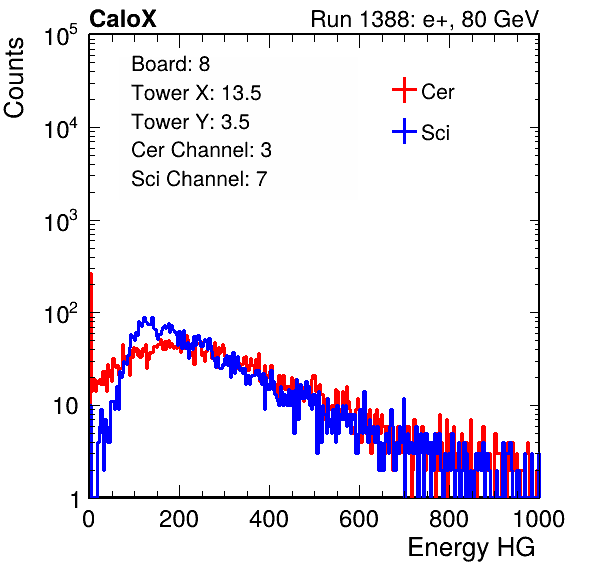 CaloX Run 1388: e+, 80 GeV
Counts
Board: 8
Tower X: 13.5
Tower Y: 3.5
Cer Channel: 3
Sci Channel: 7
Cer
Sci
10^5
10^4
10^3
10^2
10
1
0 200 400 600 800 1000
Energy HG